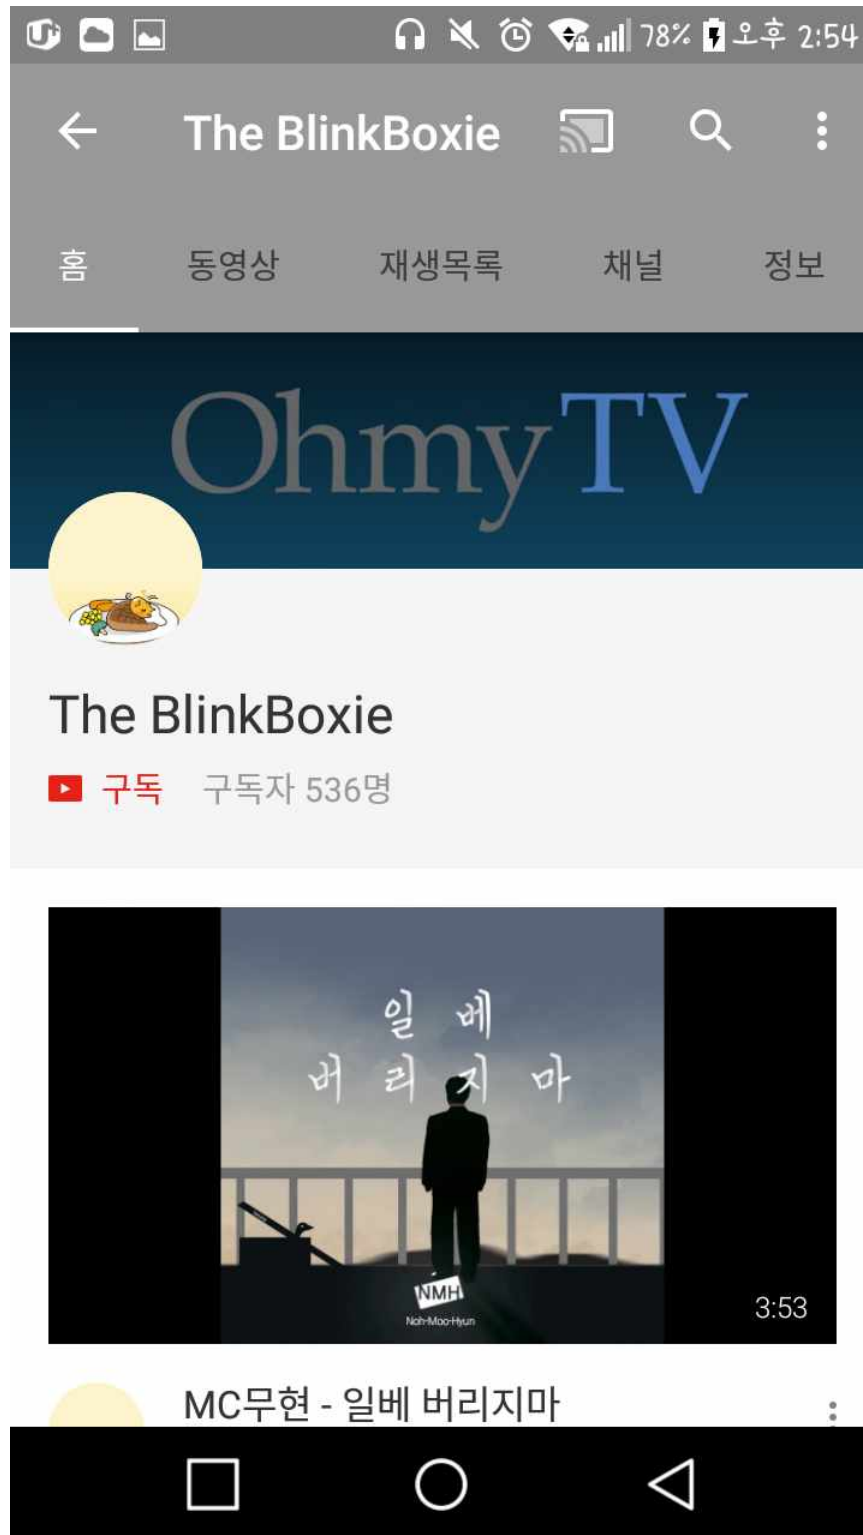 U+ 78% 오후 2:54
The BlinkBoxie
홈 동영상 재생목록 채널 정보
OhmyTV
The BlinkBoxie
구독 구독자 536명
일베
버리지마
NMH
Noh-Moo-Hyun
3:53
MC무현 - 일베 버리지마